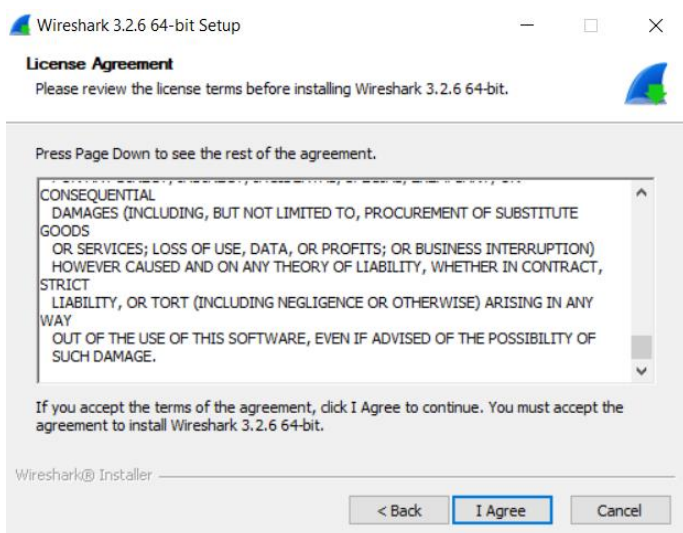 Wireshark 3.2.6 64-bit Setup
License Agreement
Please review the license terms before installing Wireshark 3.2.6 64-bit.
Press Page Down to see the rest of the agreement.
CONSEQUENTIAL
DAMAGES (INCLUDING, BUT NOT LIMITED TO, PROCUREMENT OF SUBSTITUTE
GOODS
OR SERVICES; LOSS OF USE, DATA, OR PROFITS; OR BUSINESS INTERRUPTION)
HOWEVER CAUSED AND ON ANY THEORY OF LIABILITY, WHETHER IN CONTRACT,
STRICT
LIABILITY, OR TORT (INCLUDING NEGLIGENCE OR OTHERWISE) ARISING IN ANY
WAY
OUT OF THE USE OF THIS SOFTWARE, EVEN IF ADVISED OF THE POSSIBILITY OF
SUCH DAMAGE.
If you accept the terms of the agreement, click I Agree to continue. You must accept the
agreement to install Wireshark 3.2.6 64-bit.
Wireshark® Installer
< Back I Agree Cancel